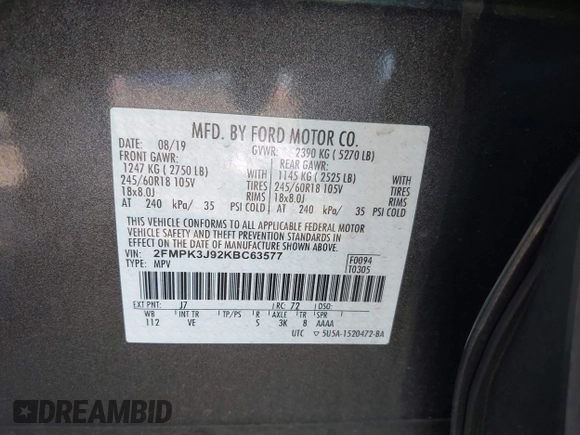 MFD. BY FORD MOTOR CO.
DATE: 08/19 GVWR: 2390 KG ( 5270 LB)
FRONT GAWR: REAR GAWR:
1247 KG ( 2750 LB) WITH 1145 KG ( 2525 LB) WITH
245/60R18 105V TIRES 245/60R18 105V TIRES
18x8.0J RIMS 18x8.0J RIMS
AT 240 kPa/ 35 PSI COLD AT 240 kPa/ 35 PSI COLD
THIS VEHICLE CONFORMS TO ALL APPLICABLE FEDERAL MOTOR
VEHICLE SAFETY AND THEFT PREVENTION STANDARDS IN
EFFECT ON THE DATE OF MANUFACTURE SHOWN ABOVE.
VIN: 2FMPK3J92KBC63577 F0094
TYPE: MPV T0305
EXT PNT: J7 RC: 72 DSO:
WB INT TR TP/PS R AXLE TR SPR
112 VE S 3K 8 AAAA
UTC ▽ 5U5A-1520472-BA
DREAMBID